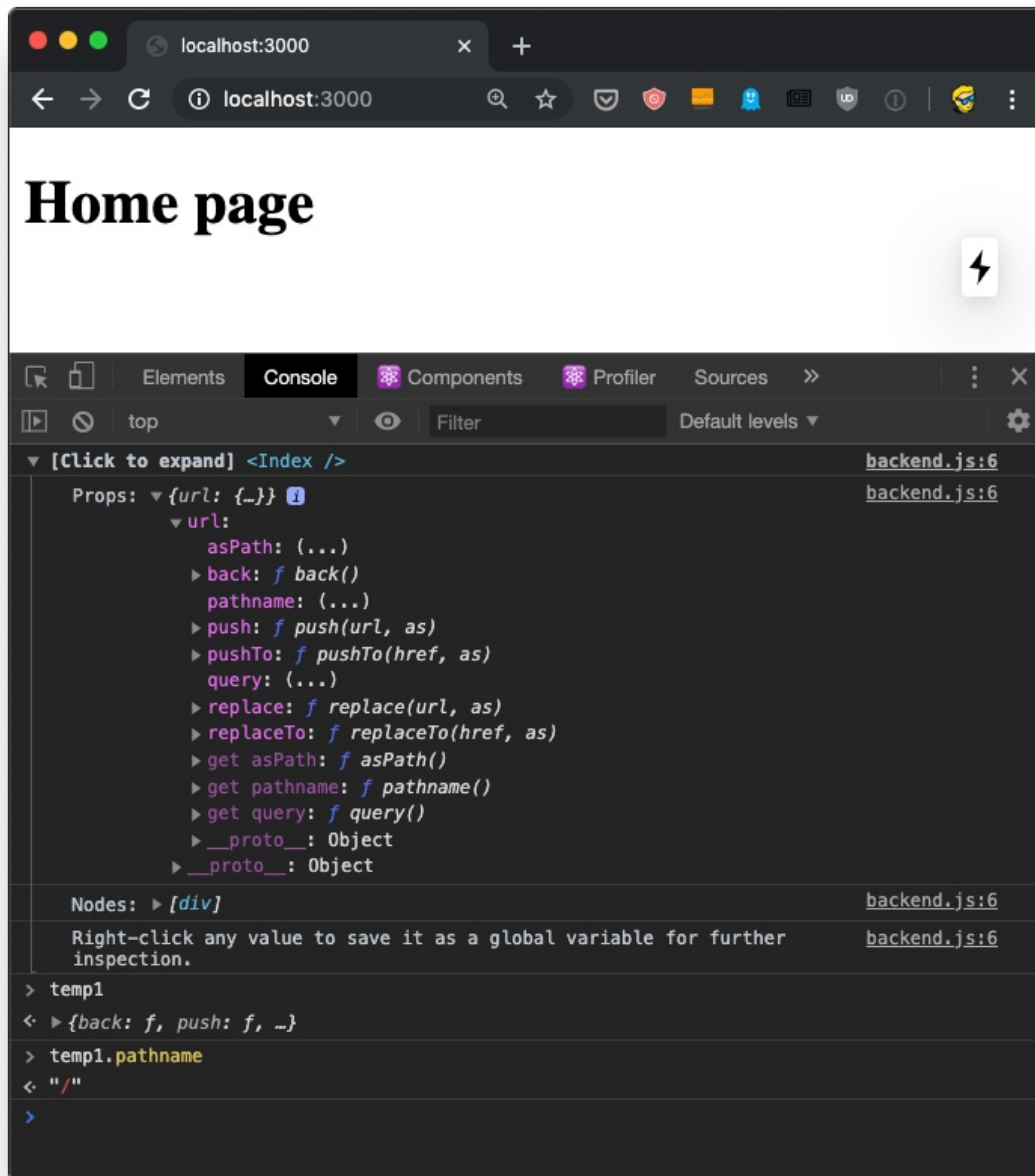 localhost:3000
localhost:3000
Home page
Elements Console Components Profiler Sources »
top Filter Default levels ▼
▼ [Click to expand] <Index /> backend.js:6
Props: ▼{url: {…}} i backend.js:6
▼url:
asPath: (...)
▶back: ƒ back()
pathname: (...)
▶push: ƒ push(url, as)
▶pushTo: ƒ pushTo(href, as)
query: (...)
▶replace: ƒ replace(url, as)
▶replaceTo: ƒ replaceTo(href, as)
▶get asPath: ƒ asPath()
▶get pathname: ƒ pathname()
▶get query: ƒ query()
▶__proto__: Object
▶__proto__: Object
Nodes: ▶[div] backend.js:6
Right-click any value to save it as a global variable for further backend.js:6
inspection.
> temp1
<· ▶{back: ƒ, push: ƒ, …}
> temp1.pathname
<· "/"
>